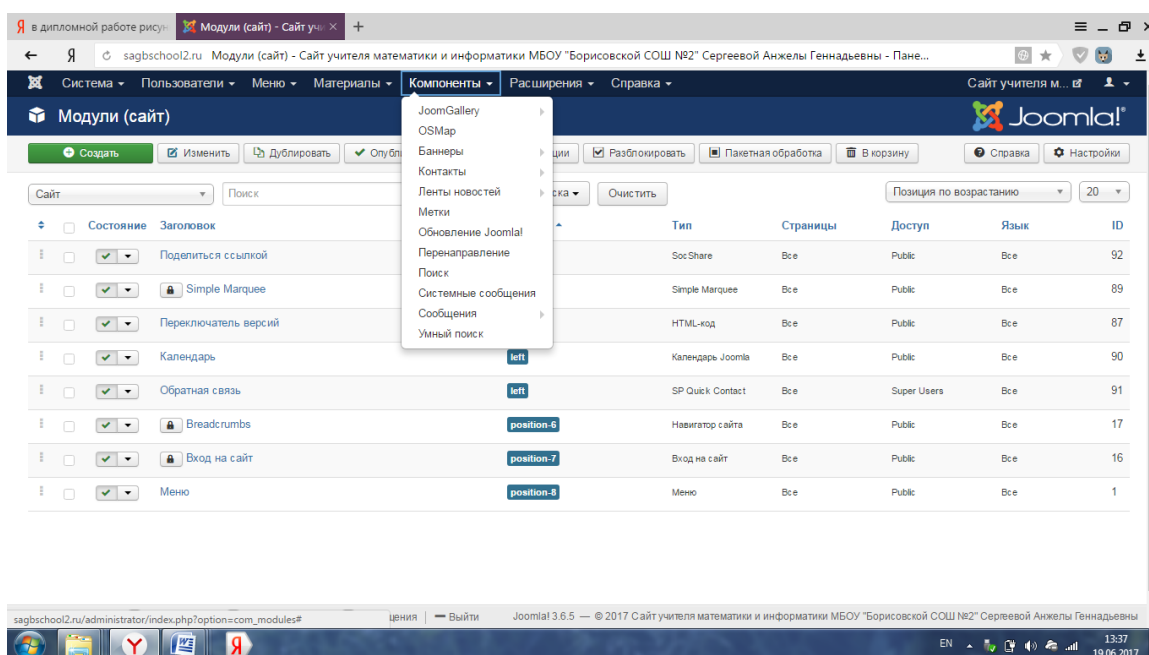 Я в дипломной работе рисун
Модули (сайт) - Сайт учи
sagbschool2.ru Модули (сайт) - Сайт учителя математики и информатики МБОУ "Борисовской СОШ №2" Сергеевой Анжелы Геннадьевны - Пане...
Система Пользователи Меню Материалы Компоненты Расширения Справка Сайт учителя м...
Модули (сайт) Joomla!®
Создать Изменить Дублировать Опубл ции Разблокировать Пакетная обработка В корзину Справка Настройки
JoomGallery
OSMap
Баннеры
Контакты
Ленты новостей
Метки
Обновление Joomla!
Перенаправление
Поиск
Системные сообщения
Сообщения
Умный поиск
Сайт Поиск ска Очистить Позиция по возрастанию 20
Состояние Заголовок Тип Страницы Доступ Язык ID
Поделиться ссылкой SocShare Все Public Все 92
Simple Marquee Simple Marquee Все Public Все 89
Переключатель версий HTML-код Все Public Все 87
Календарь left Календарь Joomla Все Public Все 90
Обратная связь left SP Quick Contact Все Super Users Все 91
Breadcrumbs position-6 Навигатор сайта Все Public Все 17
Вход на сайт position-7 Вход на сайт Все Public Все 16
Меню position-8 Меню Все Public Все 1
sagbschool2.ru/administrator/index.php?option=com_modules# щения Выйти Joomla! 3.6.5 — © 2017 Сайт учителя математики и информатики МБОУ "Борисовской СОШ №2" Сергеевой Анжелы Геннадьевны
EN 13:37
19.06.2017